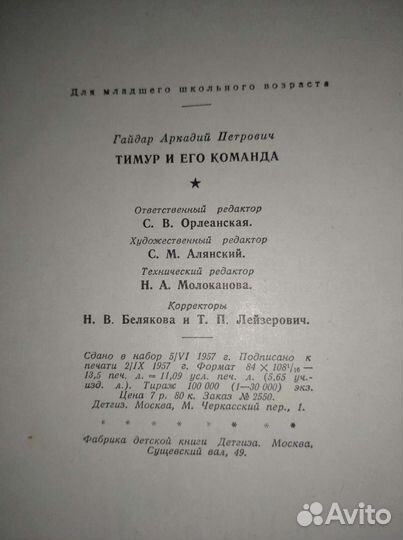 Для младшего школьного возраста
Гайдар Аркадий Петрович
ТИМУР И ЕГО КОМАНДА
★
Ответственный редактор
С. В. Орлеанская.
Художественный редактор
С. М. Алянский.
Технический редактор
Н. А. Молоканова.
Корректоры
Н. В. Белякова и Т. П. Лейзерович.
Сдано в набор 5/VI 1957 г. Подписано к
печати 2/IX 1957 г. Формат 84 × 108¹/₁₆—
13,5 печ. л. = 11,09 усл. печ. л. (5,65 уч.-
изд. л.). Тираж 100 000 (1—30 000) экз.
Цена 7 р. 80 к. Заказ № 2550.
Детгиз. Москва, М. Черкасский пер., 1.
* * * * * * *
Фабрика детской книги Детгиза. Москва,
Сущевский вал, 49.
Avito